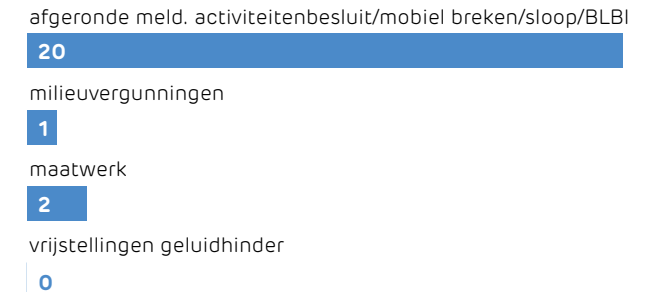 afgeronde meld. activiteitenbesluit/mobiel breken/sloop/BLBI
20
milieuvergunningen
1
maatwerk
2
vrijstellingen geluidhinder
0